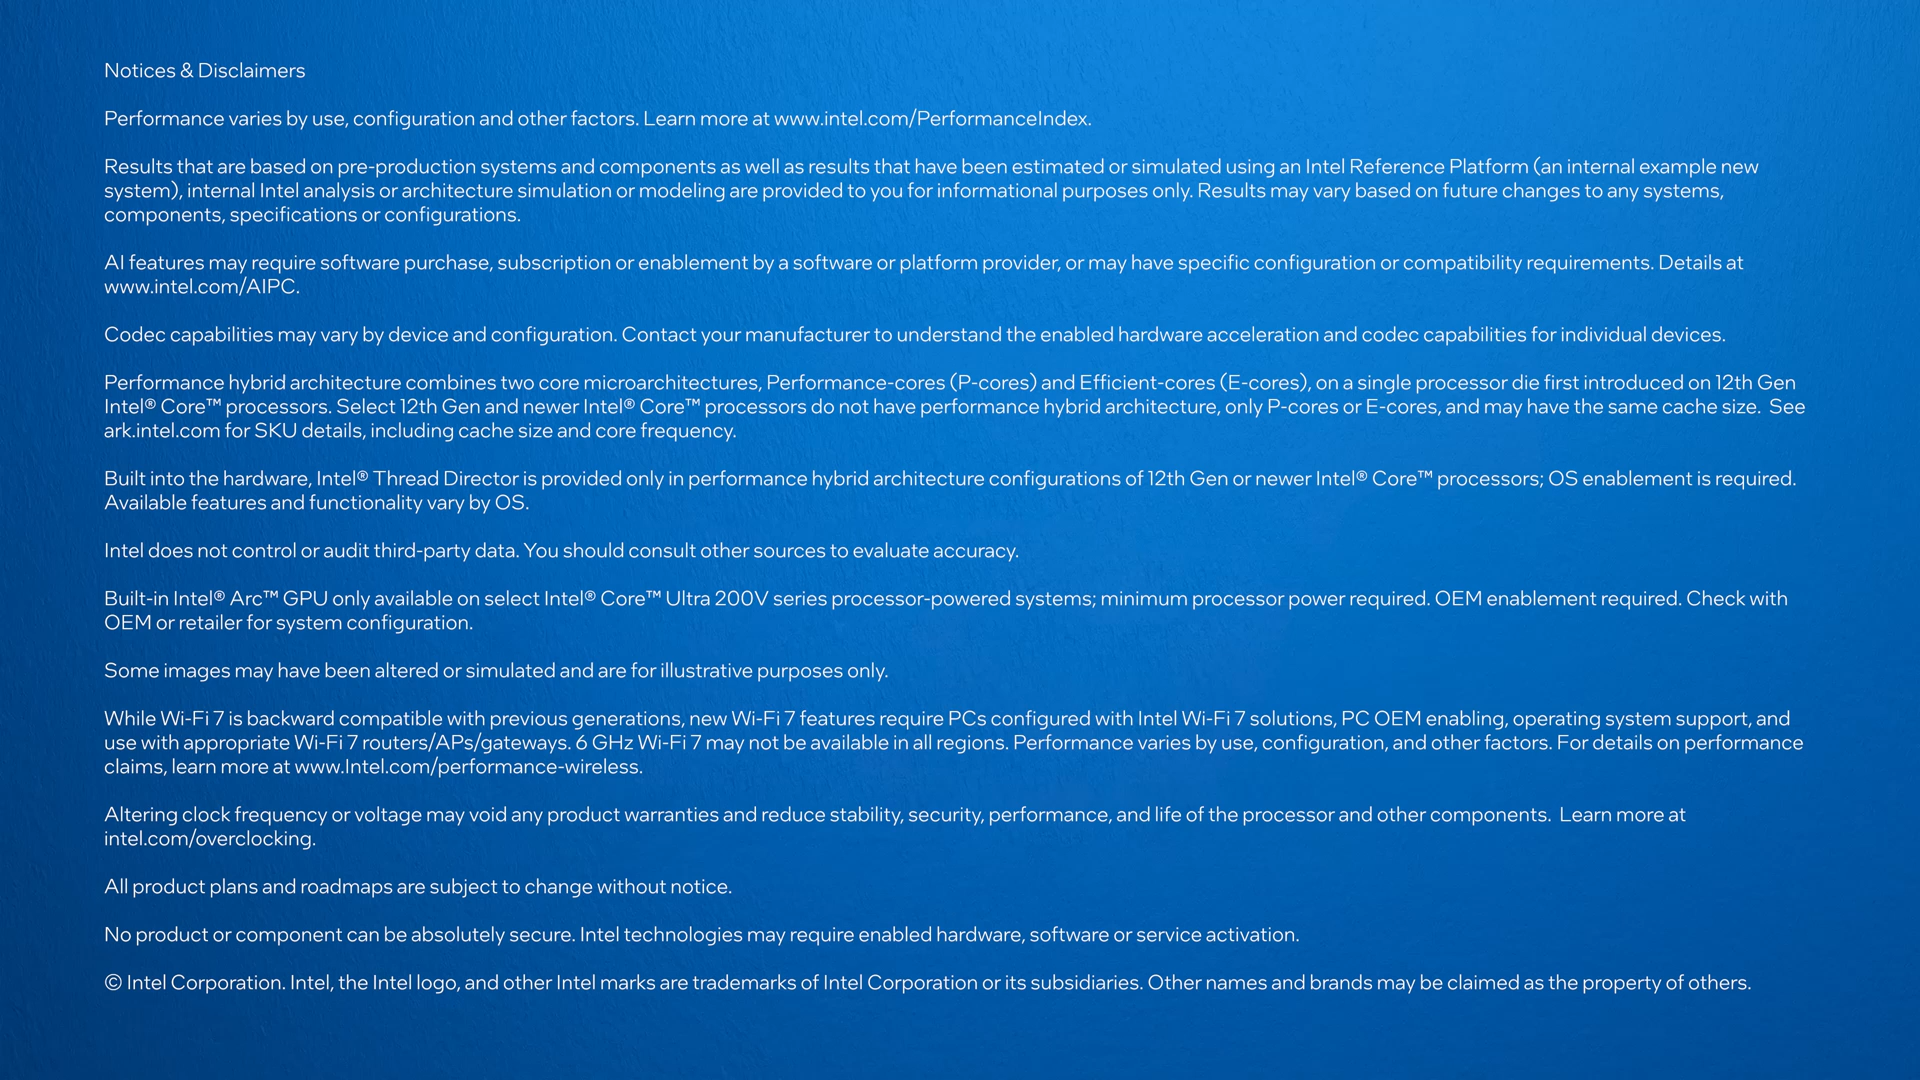 Notices & Disclaimers
Performance varies by use, configuration and other factors. Learn more at www.intel.com/PerformanceIndex.
Results that are based on pre-production systems and components as well as results that have been estimated or simulated using an Intel Reference Platform (an internal example new
system), internal Intel analysis or architecture simulation or modeling are provided to you for informational purposes only. Results may vary based on future changes to any systems,
components, specifications or configurations.
AI features may require software purchase, subscription or enablement by a software or platform provider, or may have specific configuration or compatibility requirements. Details at
www.intel.com/AIPC.
Codec capabilities may vary by device and configuration. Contact your manufacturer to understand the enabled hardware acceleration and codec capabilities for individual devices.
Performance hybrid architecture combines two core microarchitectures, Performance-cores (P-cores) and Efficient-cores (E-cores), on a single processor die first introduced on 12th Gen
Intel® Core™ processors. Select 12th Gen and newer Intel® Core™ processors do not have performance hybrid architecture, only P-cores or E-cores, and may have the same cache size.  See
ark.intel.com for SKU details, including cache size and core frequency.
Built into the hardware, Intel® Thread Director is provided only in performance hybrid architecture configurations of 12th Gen or newer Intel® Core™ processors; OS enablement is required.
Available features and functionality vary by OS.
Intel does not control or audit third-party data. You should consult other sources to evaluate accuracy.
Built-in Intel® Arc™ GPU only available on select Intel® Core™ Ultra 200V series processor-powered systems; minimum processor power required. OEM enablement required. Check with
OEM or retailer for system configuration.
Some images may have been altered or simulated and are for illustrative purposes only.
While Wi-Fi 7 is backward compatible with previous generations, new Wi-Fi 7 features require PCs configured with Intel Wi-Fi 7 solutions, PC OEM enabling, operating system support, and
use with appropriate Wi-Fi 7 routers/APs/gateways. 6 GHz Wi-Fi 7 may not be available in all regions. Performance varies by use, configuration, and other factors. For details on performance
claims, learn more at www.Intel.com/performance-wireless.
Altering clock frequency or voltage may void any product warranties and reduce stability, security, performance, and life of the processor and other components.  Learn more at
intel.com/overclocking.
All product plans and roadmaps are subject to change without notice.
No product or component can be absolutely secure. Intel technologies may require enabled hardware, software or service activation.
© Intel Corporation. Intel, the Intel logo, and other Intel marks are trademarks of Intel Corporation or its subsidiaries. Other names and brands may be claimed as the property of others.